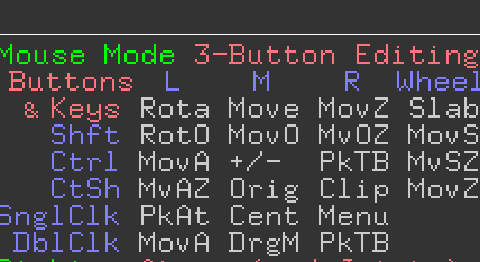 Mouse Mode 3-Button Editing
Buttons L M R Wheel
& Keys Rota Move MovZ Slab
Shft RotO MovO MvOZ MovS
Ctrl MovA +/- PkTB MvSZ
CtSh MvAZ Orig Clip MovZ
SnglClk PkAt Cent Menu
DblClk MovA DrgM PkTB